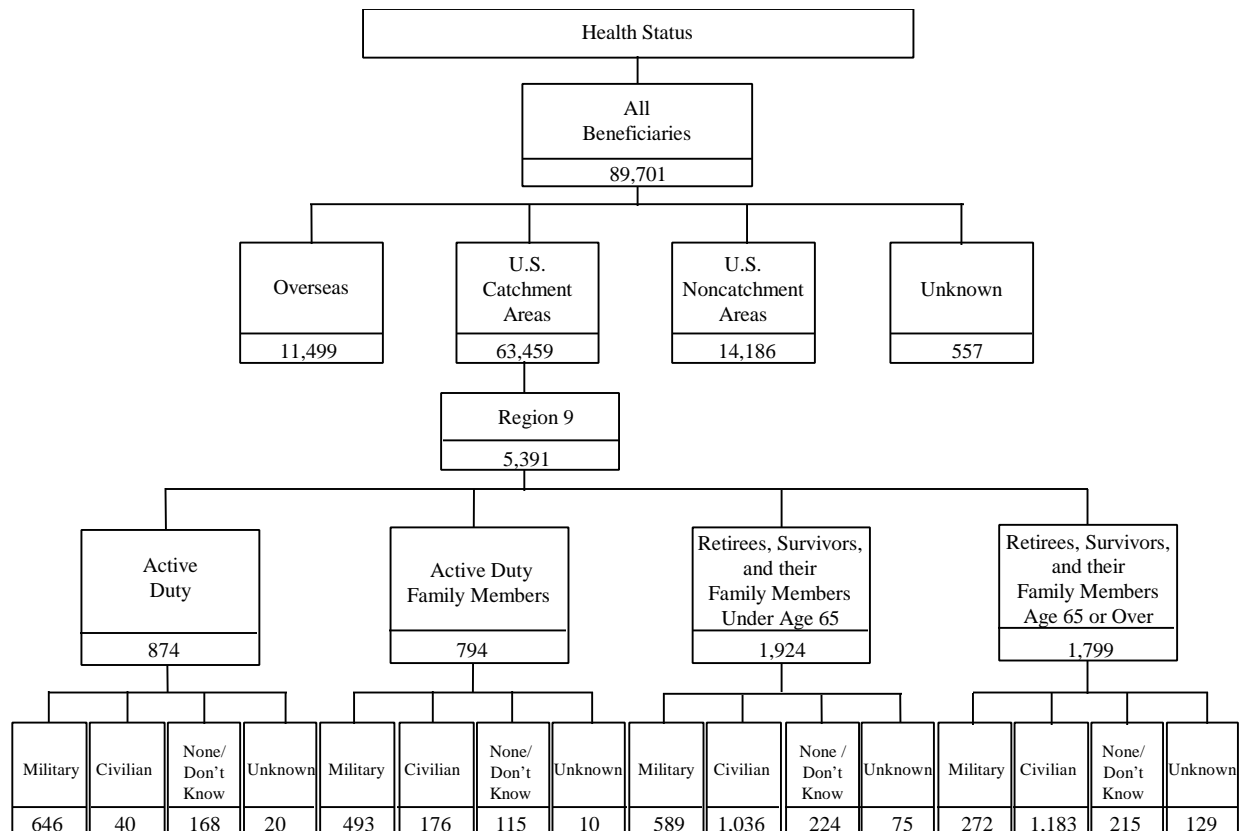 Health Status
All
Beneficiaries
89,701
Overseas
11,499
U.S.
Catchment
Areas
63,459
U.S.
Noncatchment
Areas
14,186
Unknown
557
Region 9
5,391
Active
Duty
874
Active Duty
Family Members
794
Retirees, Survivors,
and their
Family Members
Under Age 65
1,924
Retirees, Survivors,
and their
Family Members
Age 65 or Over
1,799
Military
646
Civilian
40
None/
Don't
Know
168
Unknown
20
Military
493
Civilian
176
None/
Don't
Know
115
Unknown
10
Military
589
Civilian
1,036
None /
Don't
Know
224
Unknown
75
Military
272
Civilian
1,183
None/
Don't
Know
215
Unknown
129